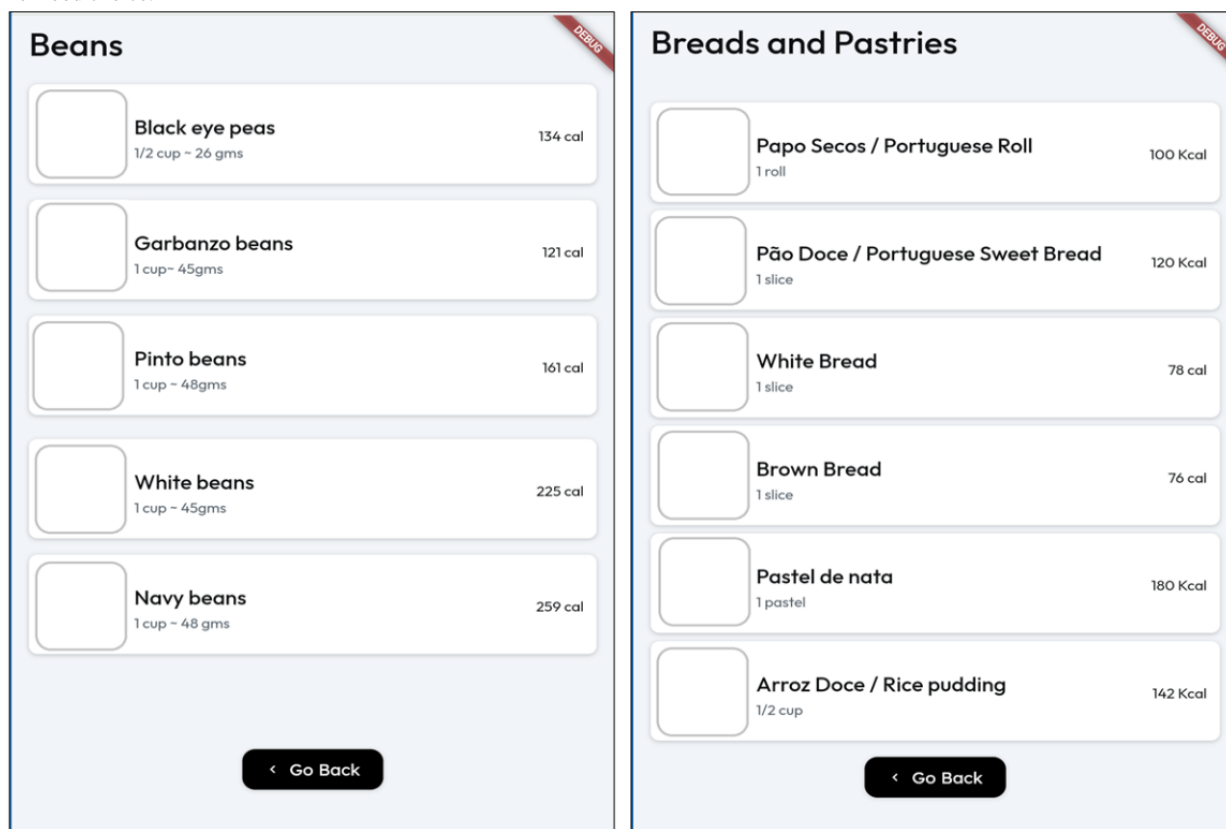 Beans
DEBUG
Black eye peas
1/2 cup ~ 26 gms
134 cal
Garbanzo beans
1 cup~ 45gms
121 cal
Pinto beans
1 cup ~ 48gms
161 cal
White beans
1 cup ~ 45gms
225 cal
Navy beans
1 cup ~ 48 gms
259 cal
< Go Back
Breads and Pastries
DEBUG
Papo Secos / Portuguese Roll
1 roll
100 Kcal
Pão Doce / Portuguese Sweet Bread
1 slice
120 Kcal
White Bread
1 slice
78 cal
Brown Bread
1 slice
76 cal
Pastel de nata
1 pastel
180 Kcal
Arroz Doce / Rice pudding
1/2 cup
142 Kcal
< Go Back